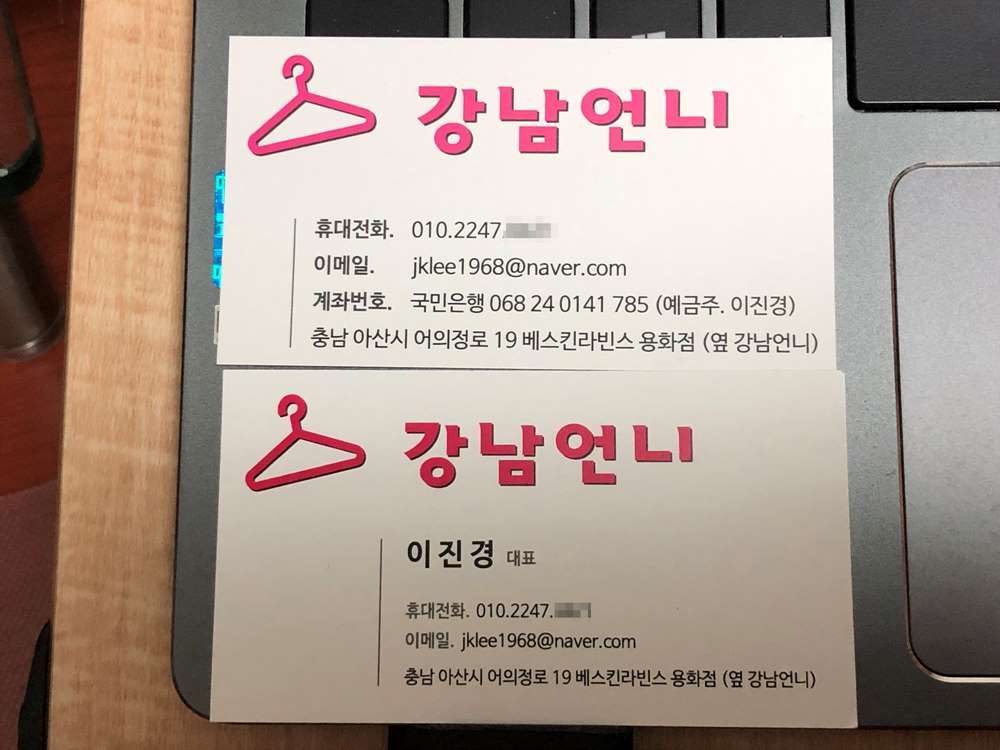 강남언니
휴대전화. 010.2247.
이메일. jklee1968@naver.com
계좌번호. 국민은행 068 24 0141 785 (예금주. 이진경)
충남 아산시 어의정로 19 베스킨라빈스 용화점 (옆 강남언니)
강남언니
이진경 대표
휴대전화. 010.2247.
이메일. jklee1968@naver.com
충남 아산시 어의정로 19 베스킨라빈스 용화점 (옆 강남언니)